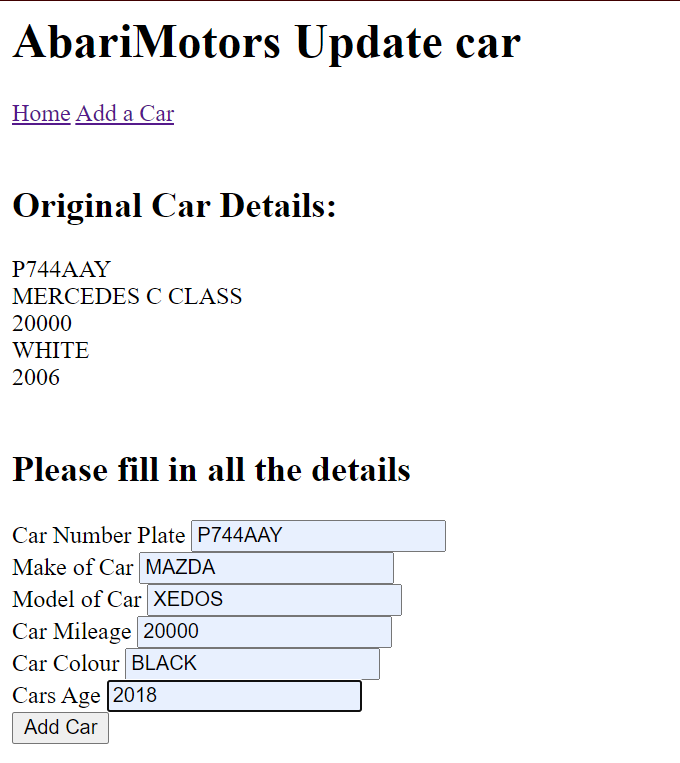 AbariMotors Update car
Home Add a Car
Original Car Details:
P744AAY
MERCEDES C CLASS
20000
WHITE
2006
Please fill in all the details
Car Number Plate P744AAY
Make of Car MAZDA
Model of Car XEDOS
Car Mileage 20000
Car Colour BLACK
Cars Age 2018
Add Car